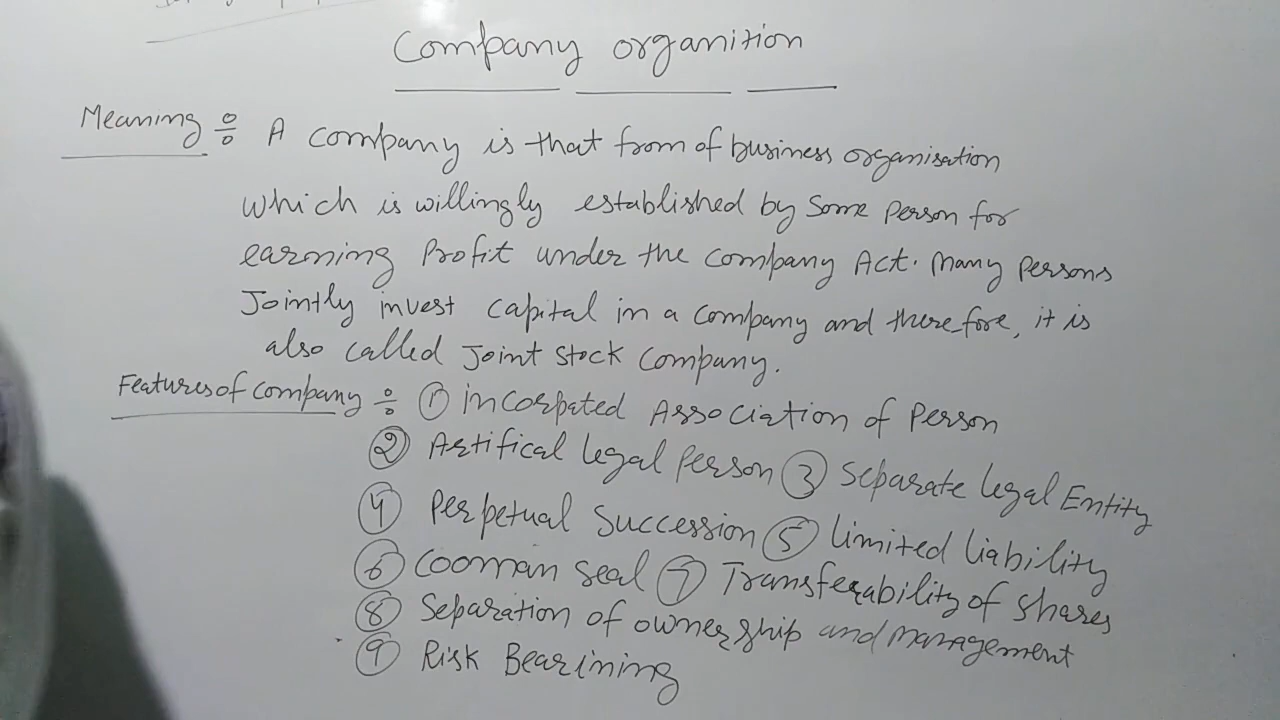 Company organition
Meaning : A company is that from of business organisation
which is willingly established by some person for
earning Profit under the company Act. Many persons
Jointly invest capital in a company and therefore, it is
also called Joint Stock Company.
Features of company : ① incorpated Association of Person
② Artifical legal person ③ Separate legal Entity
④ Perpetual Succession ⑤ limited liability
⑥ Cooman seal ⑦ Transferability of shares
⑧ Separation of ownership and management
⑨ Risk Bearining